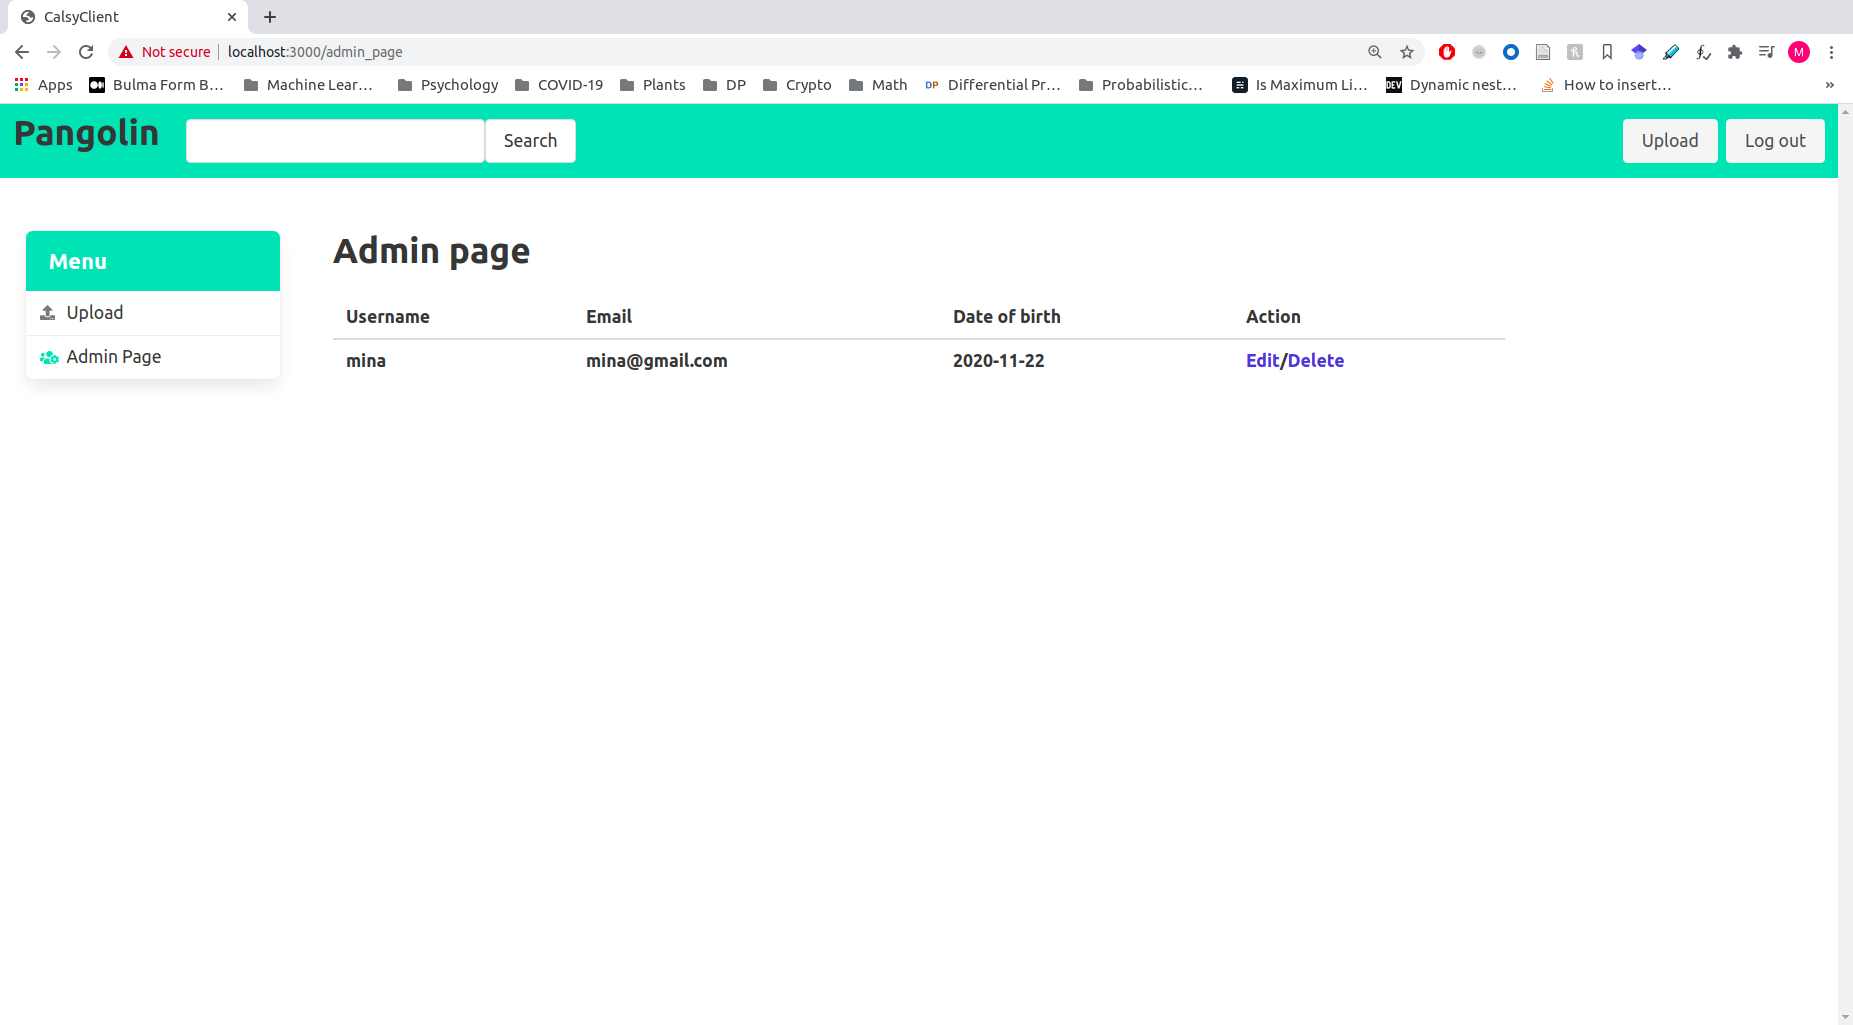 CalsyClient
Not secure localhost:3000/admin_page
M
Apps Bulma Form B… Machine Lear… Psychology COVID-19 Plants DP Crypto Math DP Differential Pr… Probabilistic… Is Maximum Li… DEV Dynamic nest… How to insert… »
Pangolin Search Upload Log out
Menu
Upload
Admin Page
Admin page
Username Email Date of birth Action
mina mina@gmail.com 2020-11-22 Edit/Delete